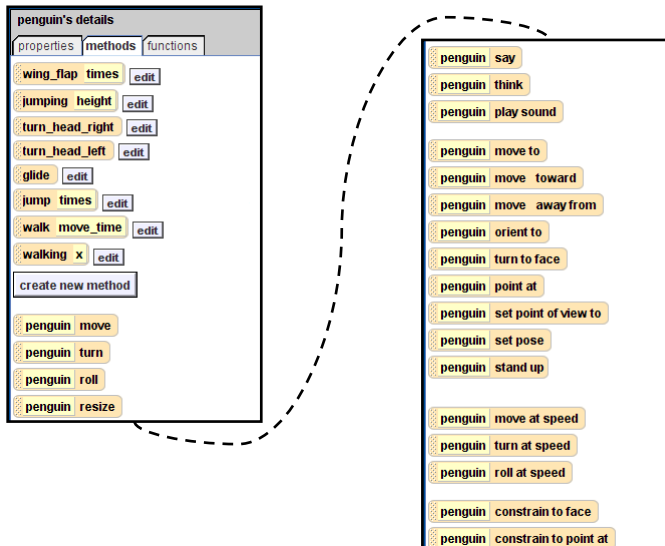 penguin's details
properties methods functions
wing_flap times edit
jumping height edit
turn_head_right edit
turn_head_left edit
glide edit
jump times edit
walk move_time edit
walking x edit
create new method
penguin move
penguin turn
penguin roll
penguin resize
penguin say
penguin think
penguin play sound
penguin move to
penguin move toward
penguin move away from
penguin orient to
penguin turn to face
penguin point at
penguin set point of view to
penguin set pose
penguin stand up
penguin move at speed
penguin turn at speed
penguin roll at speed
penguin constrain to face
penguin constrain to point at